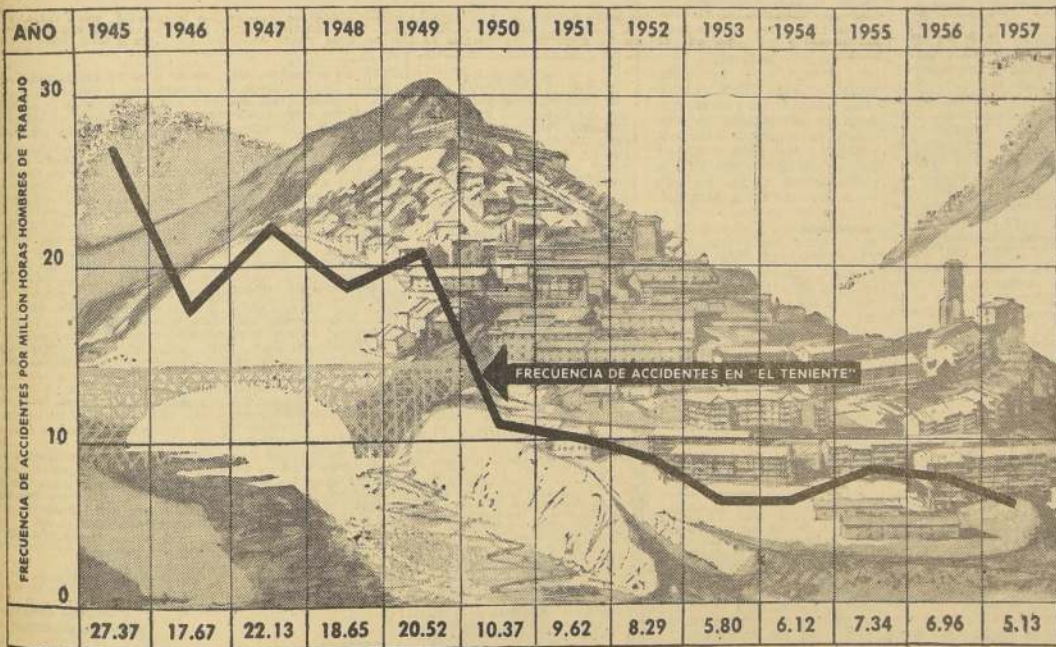 AÑO 1945 1946 1947 1948 1949 1950 1951 1952 1953 1954 1955 1956 1957
FRECUENCIA DE ACCIDENTES POR MILLON HORAS HOMBRES DE TRABAJO
30
20
FRECUENCIA DE ACCIDENTES EN "EL TENIENTE"
10
0
27.37 17.67 22.13 18.65 20.52 10.37 9.62 8.29 5.80 6.12 7.34 6.96 5.13